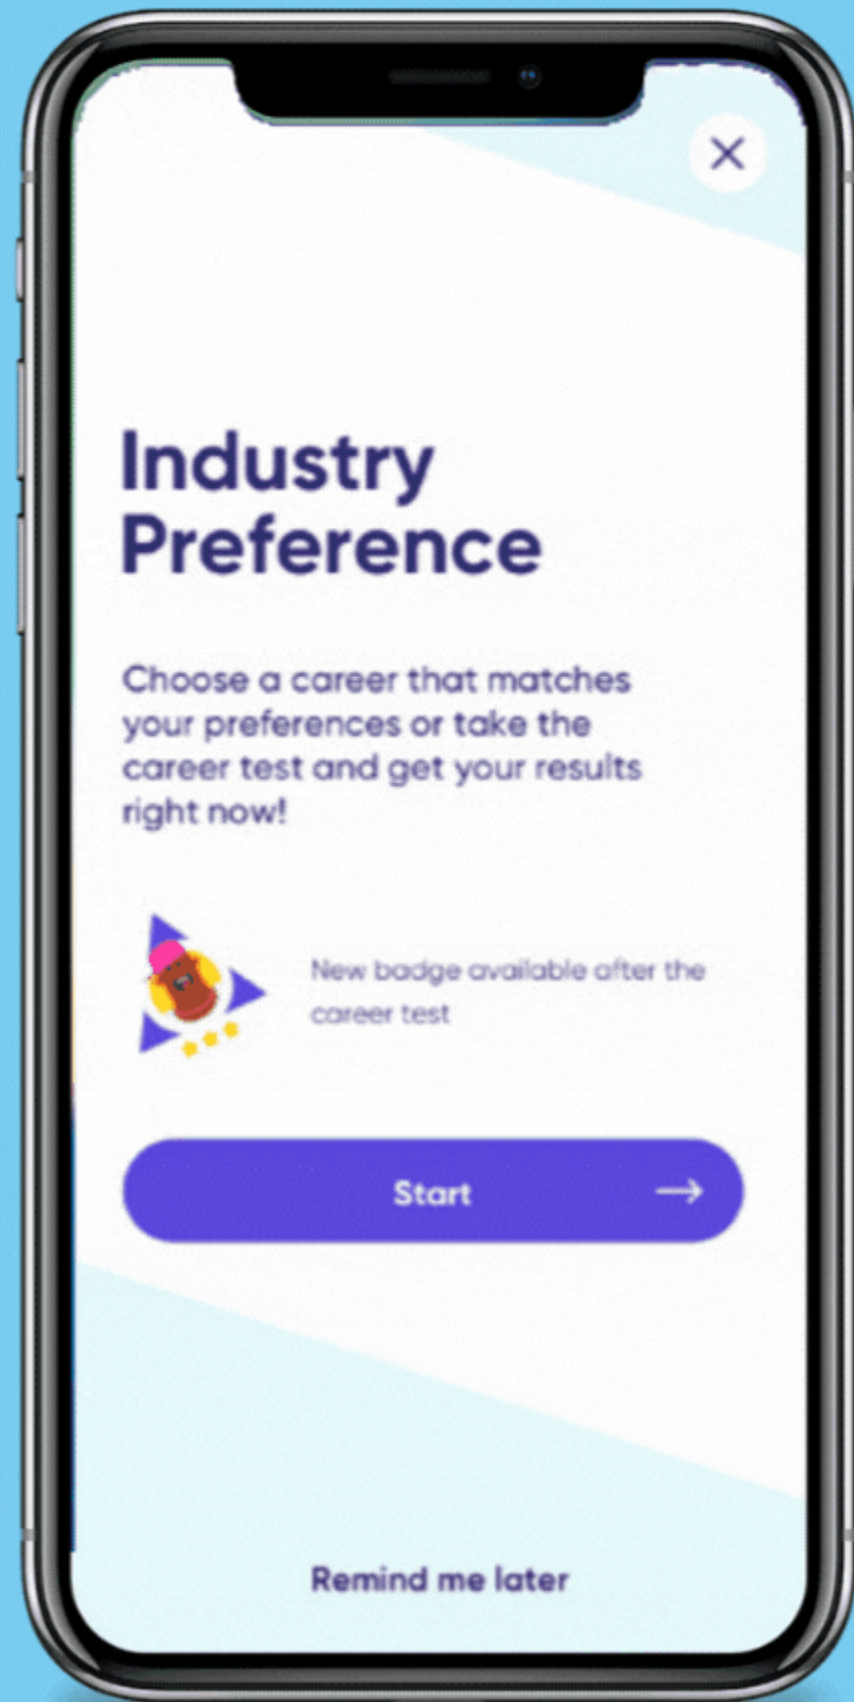 Industry
Preference
Choose a career that matches
your preferences or take the
career test and get your results
right now!
New badge available after the
career test
Start
Remind me later